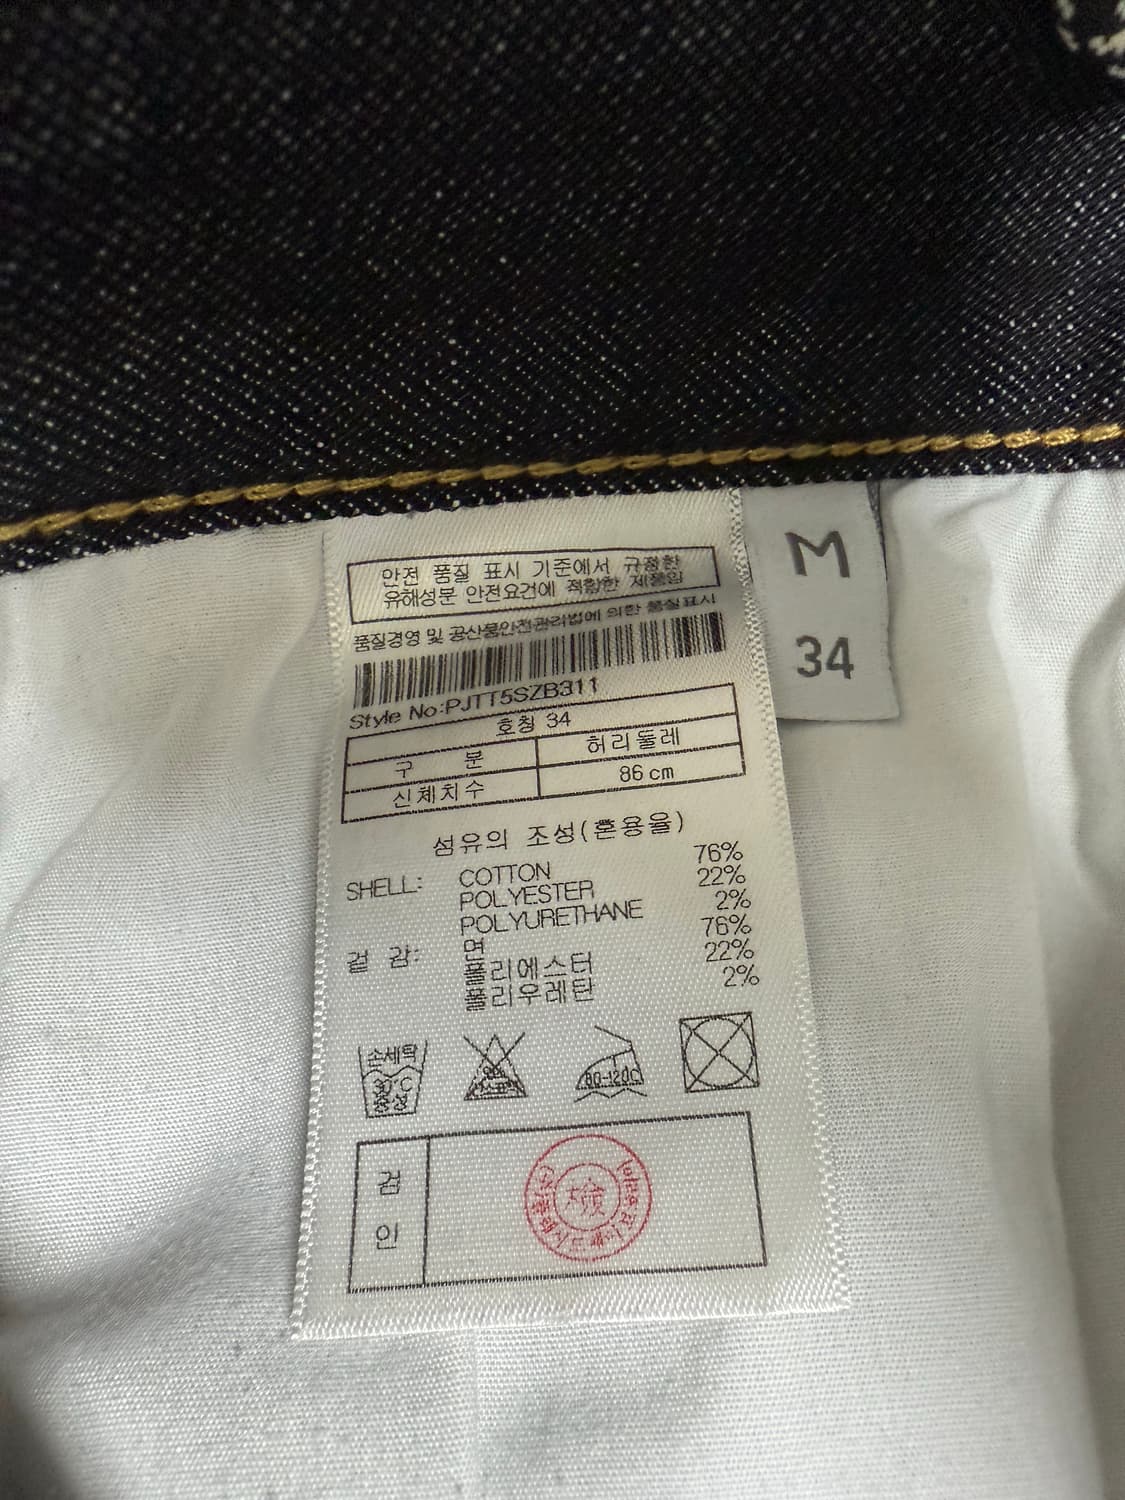 안전 품질 표시 기준에서 규정한
유해성분 안전요건에 적합한 제품임
품질경영 및 공산품안전관리법에 의한 품질표시
Style No:PJTT5SZB311
호칭 34
구 분 허리둘레
신체치수 86cm
섬유의 조성(혼용율)
SHELL: COTTON 76%
POLYESTER 22%
POLYURETHANE 2%
겉 감: 면 76%
폴리에스터 22%
폴리우레탄 2%
손세탁
30℃
중성
80-120C
검
인
M
34